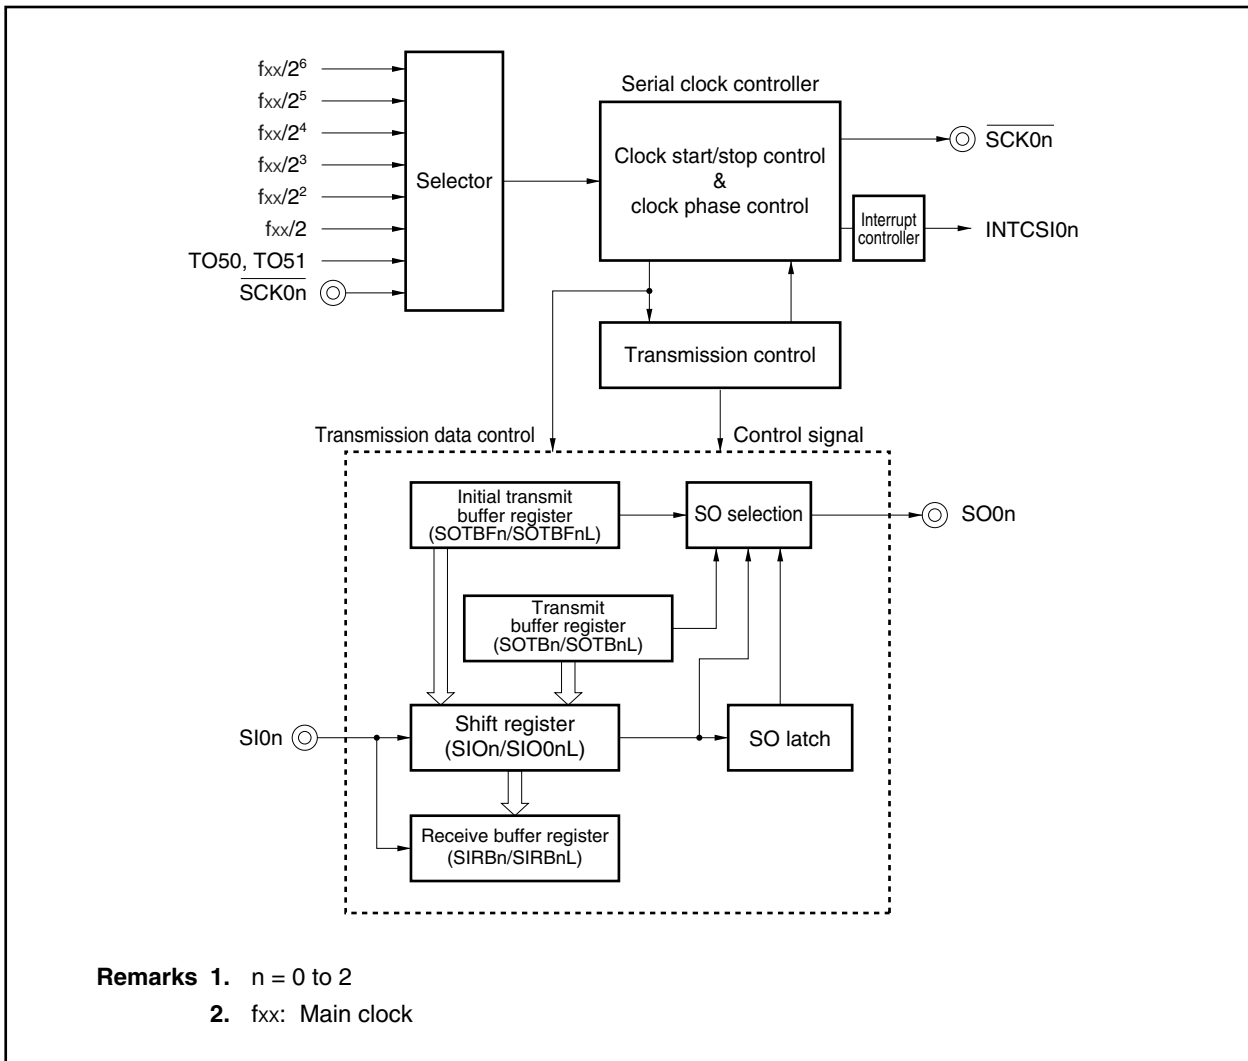 fxx/2⁶
fxx/2⁵
fxx/2⁴
fxx/2³
fxx/2²
fxx/2
TO50, TO51
S̅C̅K̅0̅n̅
Selector
Serial clock controller
Clock start/stop control
&
clock phase control
S̅C̅K̅0̅n̅
Interrupt
controller
INTCSI0n
Transmission control
Transmission data control
Control signal
Initial transmit
buffer register
(SOTBFn/SOTBFnL)
SO selection
SO0n
Transmit
buffer register
(SOTBn/SOTBnL)
SI0n
Shift register
(SIOn/SIO0nL)
SO latch
Receive buffer register
(SIRBn/SIRBnL)
Remarks 1. n = 0 to 2
2. fxx: Main clock